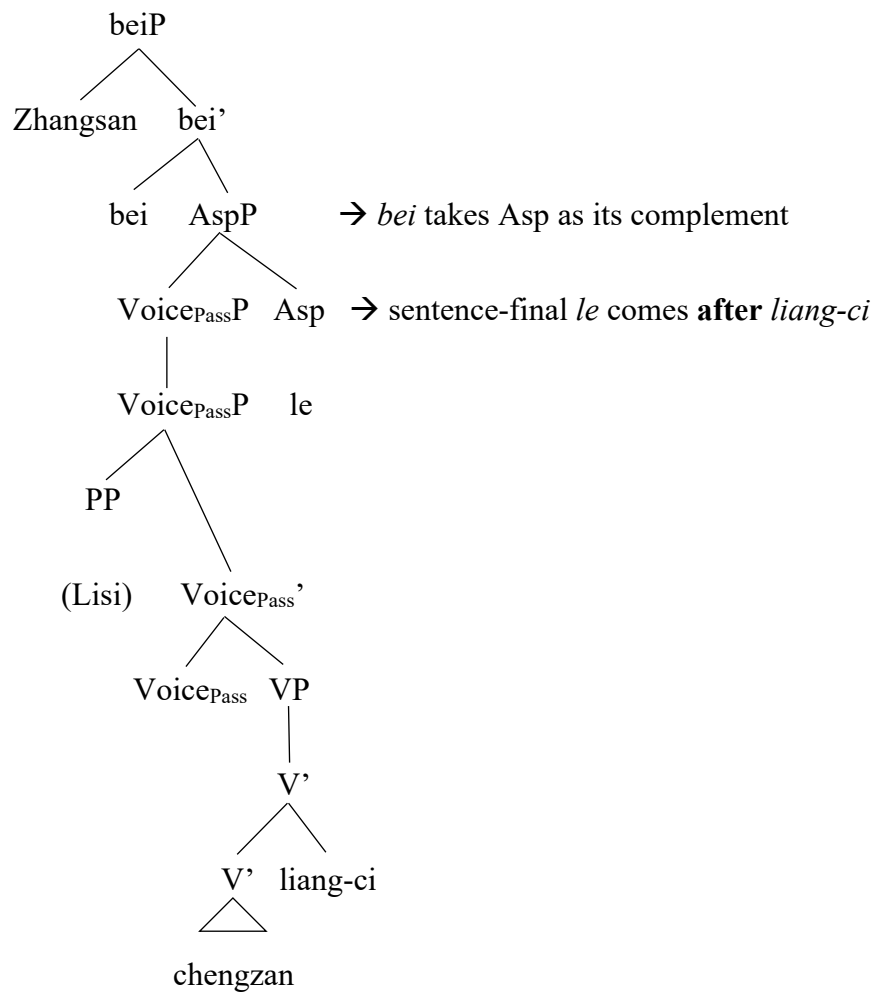 beiP
Zhangsan bei’
bei AspP → bei takes Asp as its complement
VoicePassP Asp → sentence-final le comes after liang-ci
VoicePassP le
PP
(Lisi) VoicePass’
VoicePass VP
V’
V’ liang-ci
chengzan